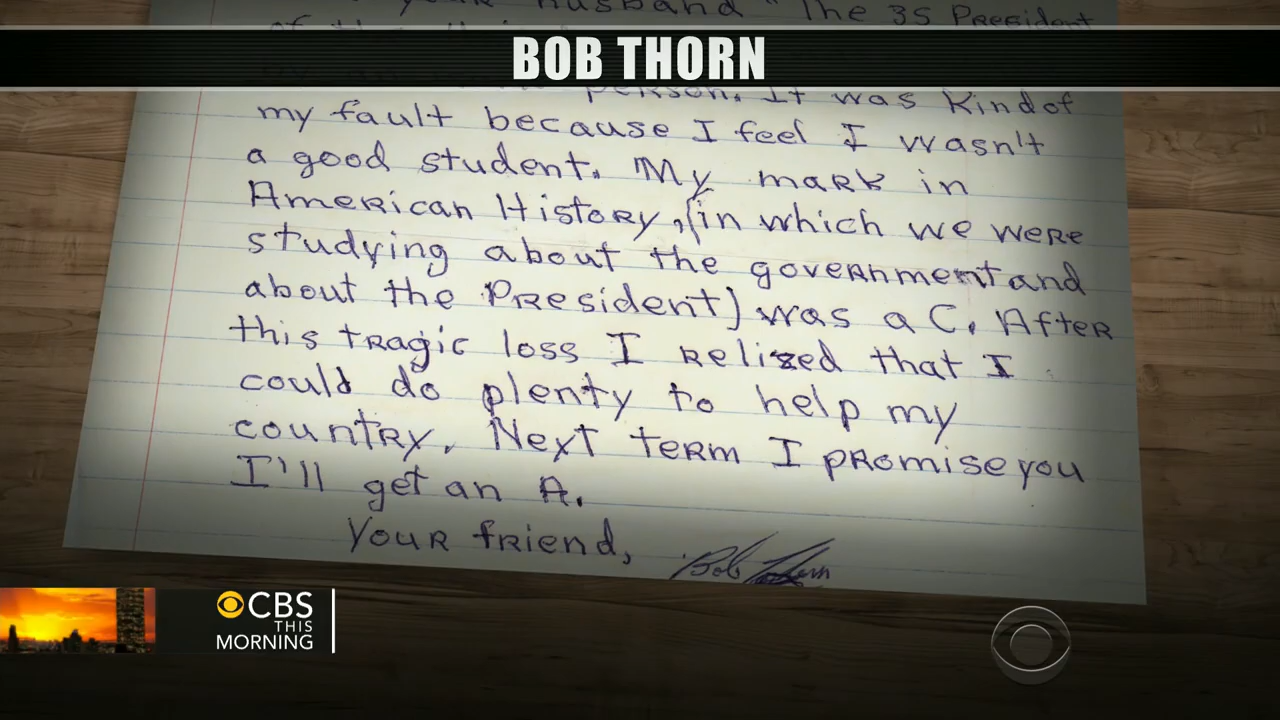 your husband "The 35 President
BOB THORN
person. It was kind of
my fault because I feel I wasn't
a good student. My mark in
American History, (in which we were
studying about the government and
about the President) was a C. After
this tragic loss I relized that I
could do plenty to help my
country. Next term I promise you
I'll get an A.
Your friend,
Bob Thorn
CBS
THIS
MORNING